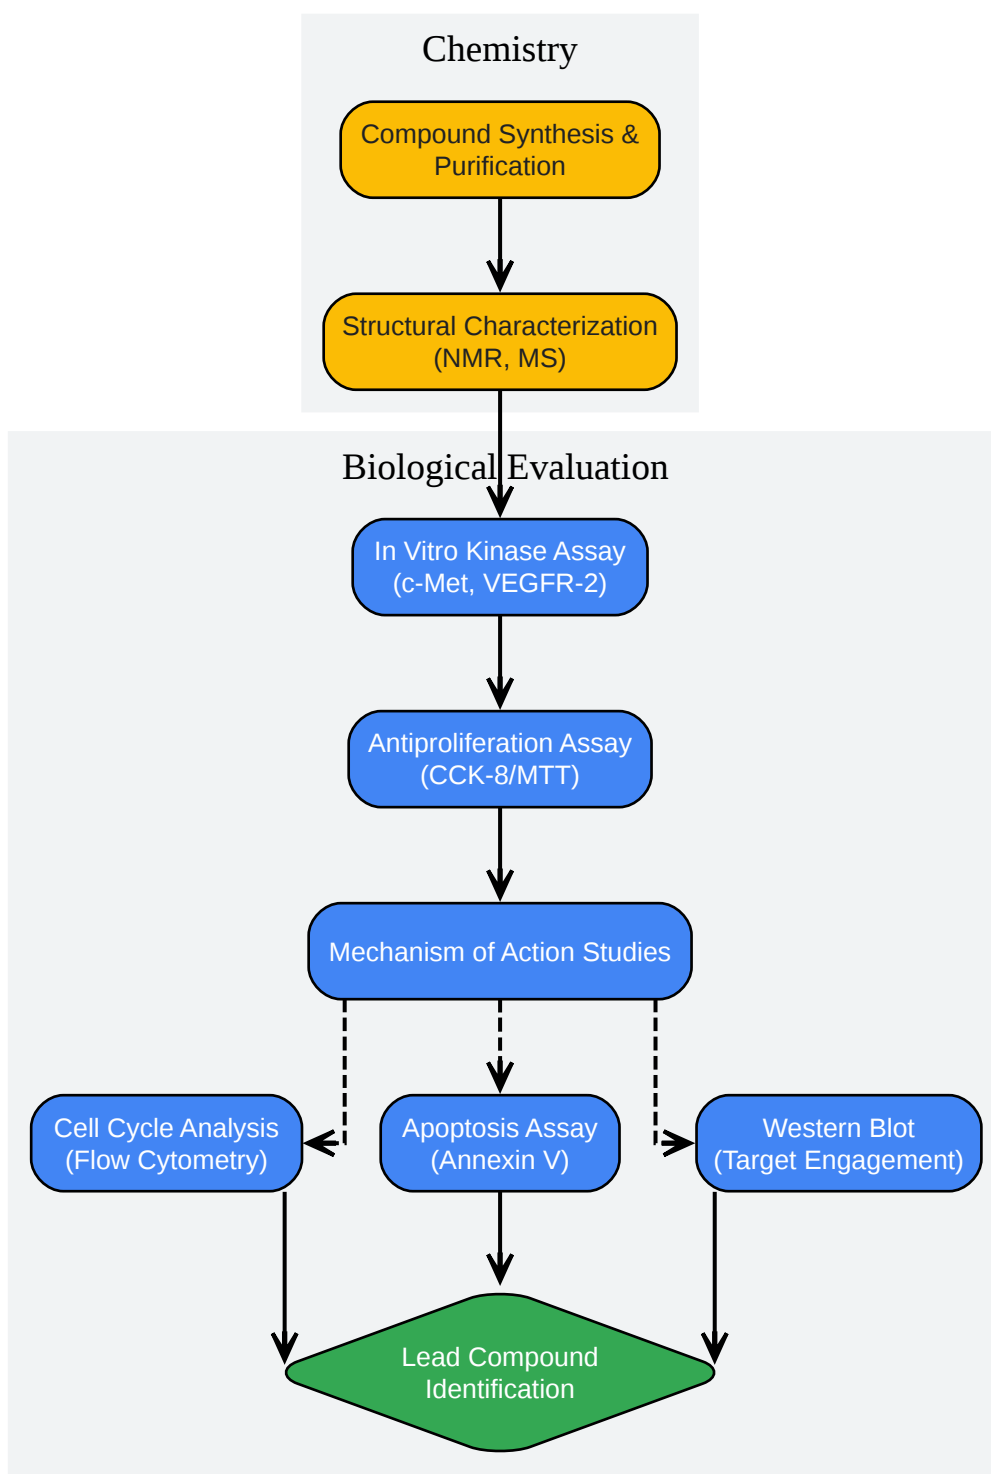 Chemistry
Compound Synthesis &
Purification
Structural Characterization
(NMR, MS)
Biological Evaluation
In Vitro Kinase Assay
(c-Met, VEGFR-2)
Antiproliferation Assay
(CCK-8/MTT)
Mechanism of Action Studies
Cell Cycle Analysis
(Flow Cytometry)
Apoptosis Assay
(Annexin V)
Western Blot
(Target Engagement)
Lead Compound
Identification